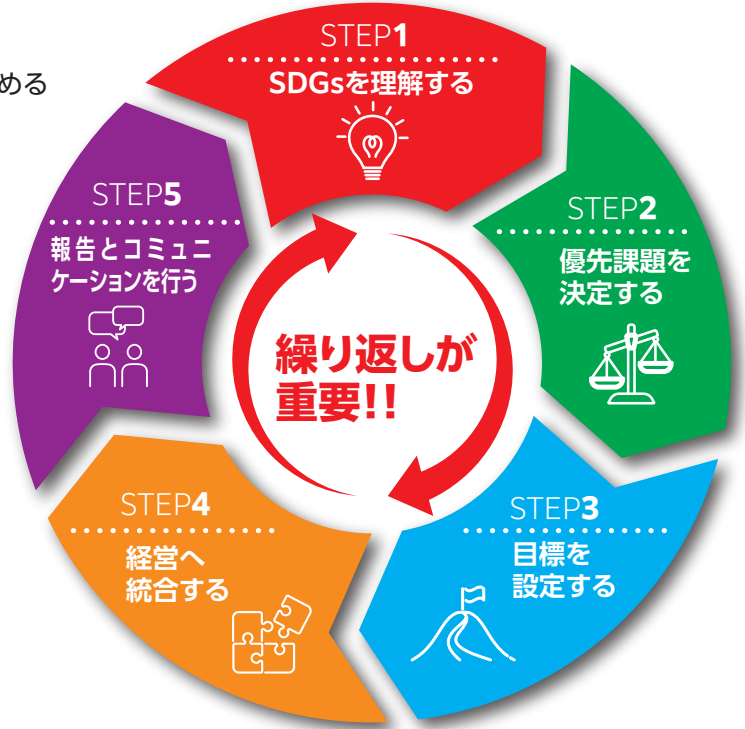 める
STEP1
SDGsを理解する
STEP2
優先課題を
決定する
STEP3
目標を
設定する
STEP4
経営へ
統合する
STEP5
報告とコミュニ
ケーションを行う
繰り返しが
重要!!